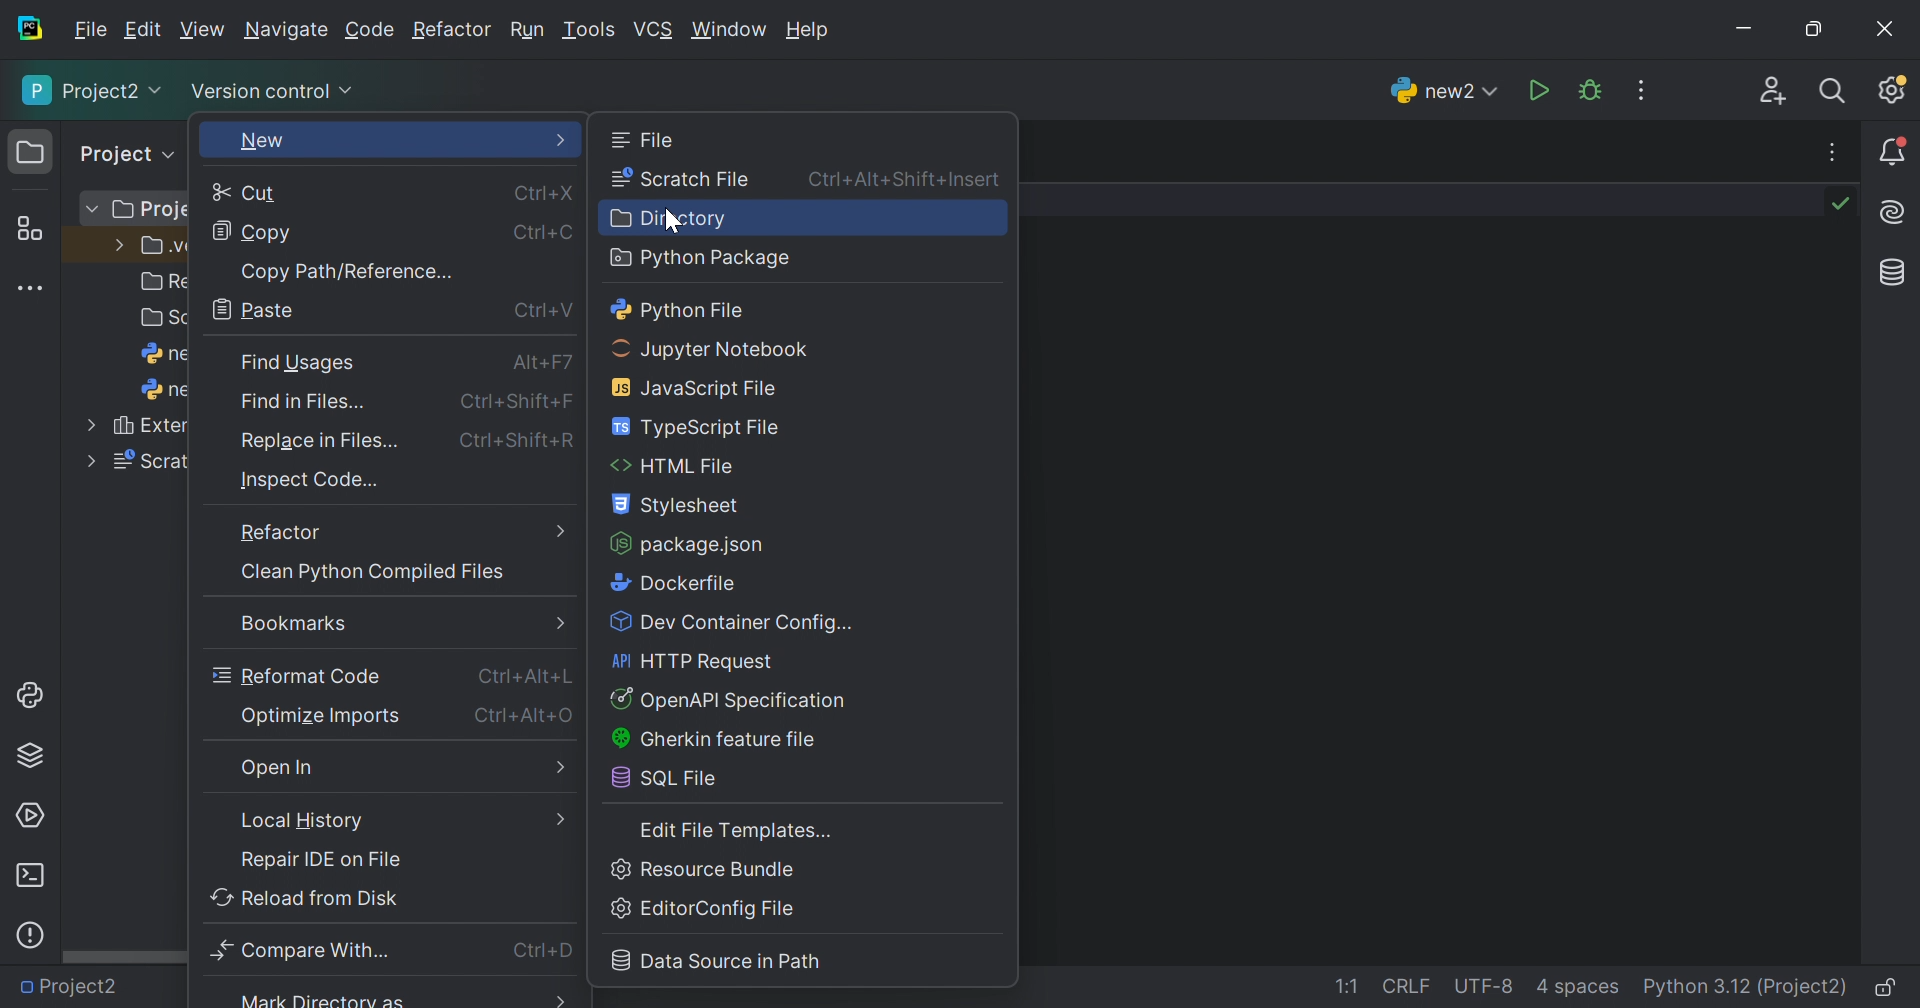 PC
File Edit View Navigate Code Refactor Run Tools VCS Window Help
P Project2 Version control new2
Project
Proje
.ve
Re
Sc
ne
ne
Exter
Scrat
New
Cut Ctrl+X
Copy Ctrl+C
Copy Path/Reference...
Paste Ctrl+V
Find Usages Alt+F7
Find in Files... Ctrl+Shift+F
Replace in Files... Ctrl+Shift+R
Inspect Code...
Refactor
Clean Python Compiled Files
Bookmarks
Reformat Code Ctrl+Alt+L
Optimize Imports Ctrl+Alt+O
Open In
Local History
Repair IDE on File
Reload from Disk
Compare With... Ctrl+D
Mark Directory as
File
Scratch File Ctrl+Alt+Shift+Insert
Directory
Python Package
Python File
Jupyter Notebook
JS JavaScript File
TS TypeScript File
<> HTML File
Stylesheet
package.json
Dockerfile
Dev Container Config...
API HTTP Request
OpenAPI Specification
Gherkin feature file
SQL File
Edit File Templates...
Resource Bundle
EditorConfig File
Data Source in Path
Project2 1:1 CRLF UTF-8 4 spaces Python 3.12 (Project2)